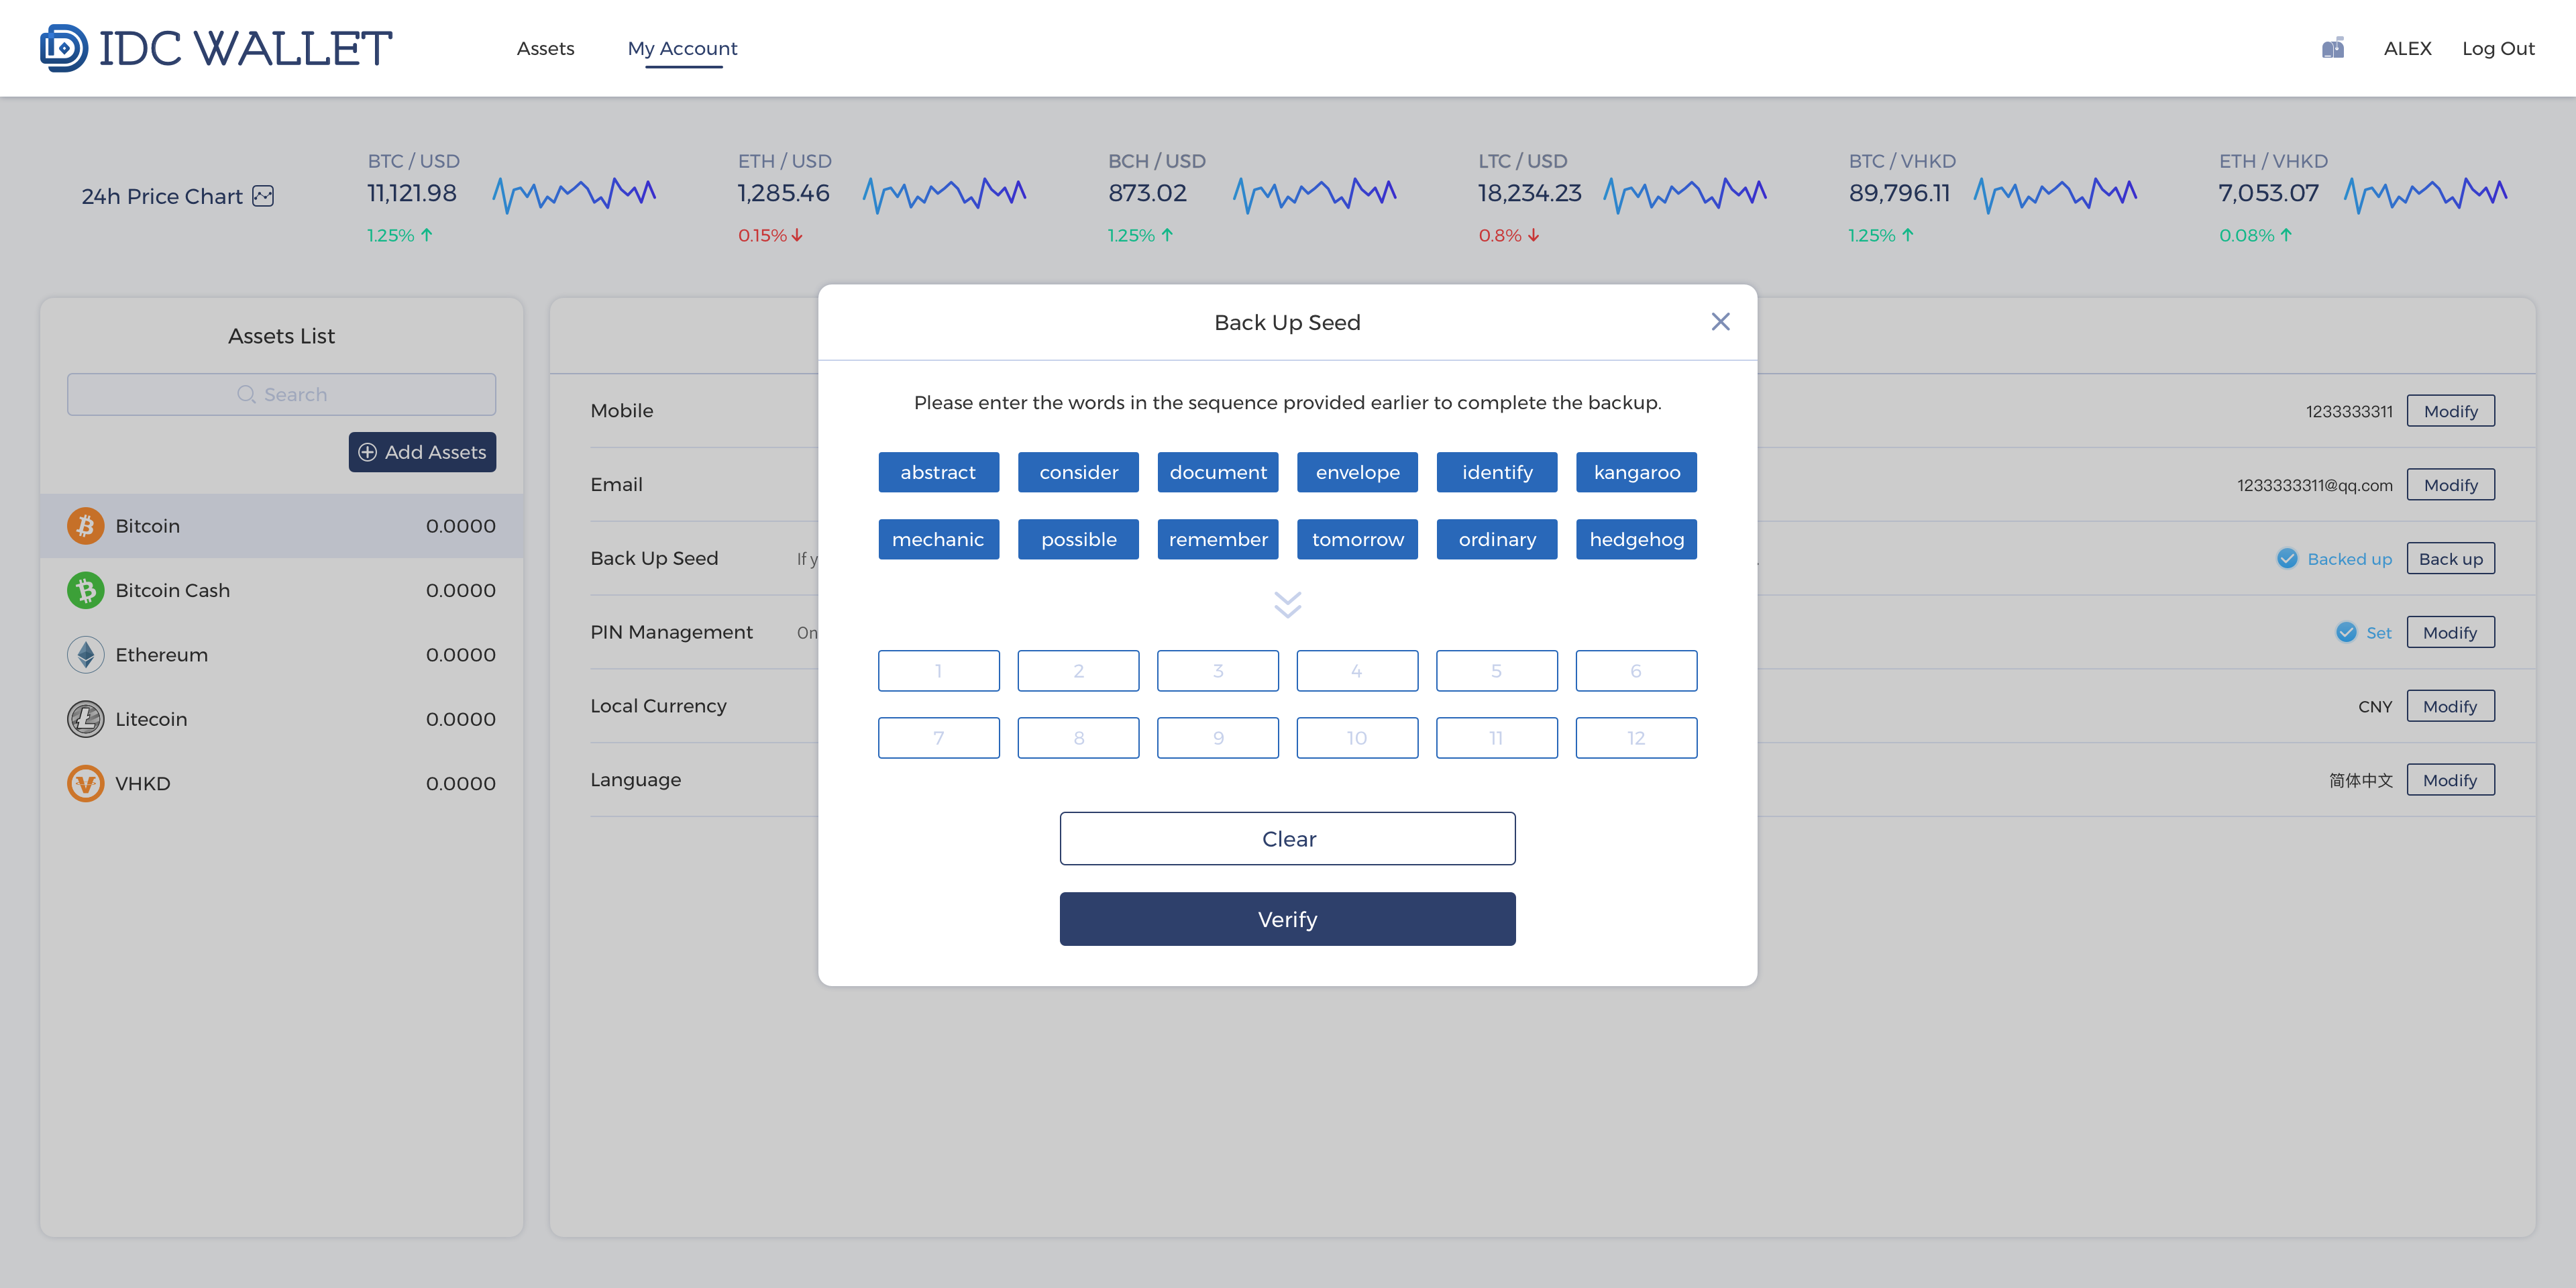 IDC WALLET
Assets
My Account
ALEX
Log Out
24h Price Chart
BTC / USD
11,121.98
1.25%
ETH / USD
1,285.46
0.15%
BCH / USD
873.02
1.25%
LTC / USD
18,234.23
0.8%
BTC / VHKD
89,796.11
1.25%
ETH / VHKD
7,053.07
0.08%
Assets List
Search
Add Assets
Bitcoin 0.0000
Bitcoin Cash 0.0000
Ethereum 0.0000
Litecoin 0.0000
VHKD 0.0000
Mobile
1233333311 Modify
Email
1233333311@qq.com Modify
Back Up Seed If y
Backed up Back up
PIN Management On
Set Modify
Local Currency
CNY Modify
Language
简体中文 Modify
Back Up Seed
Please enter the words in the sequence provided earlier to complete the backup.
abstract consider document envelope identify kangaroo
mechanic possible remember tomorrow ordinary hedgehog
1 2 3 4 5 6
7 8 9 10 11 12
Clear
Verify